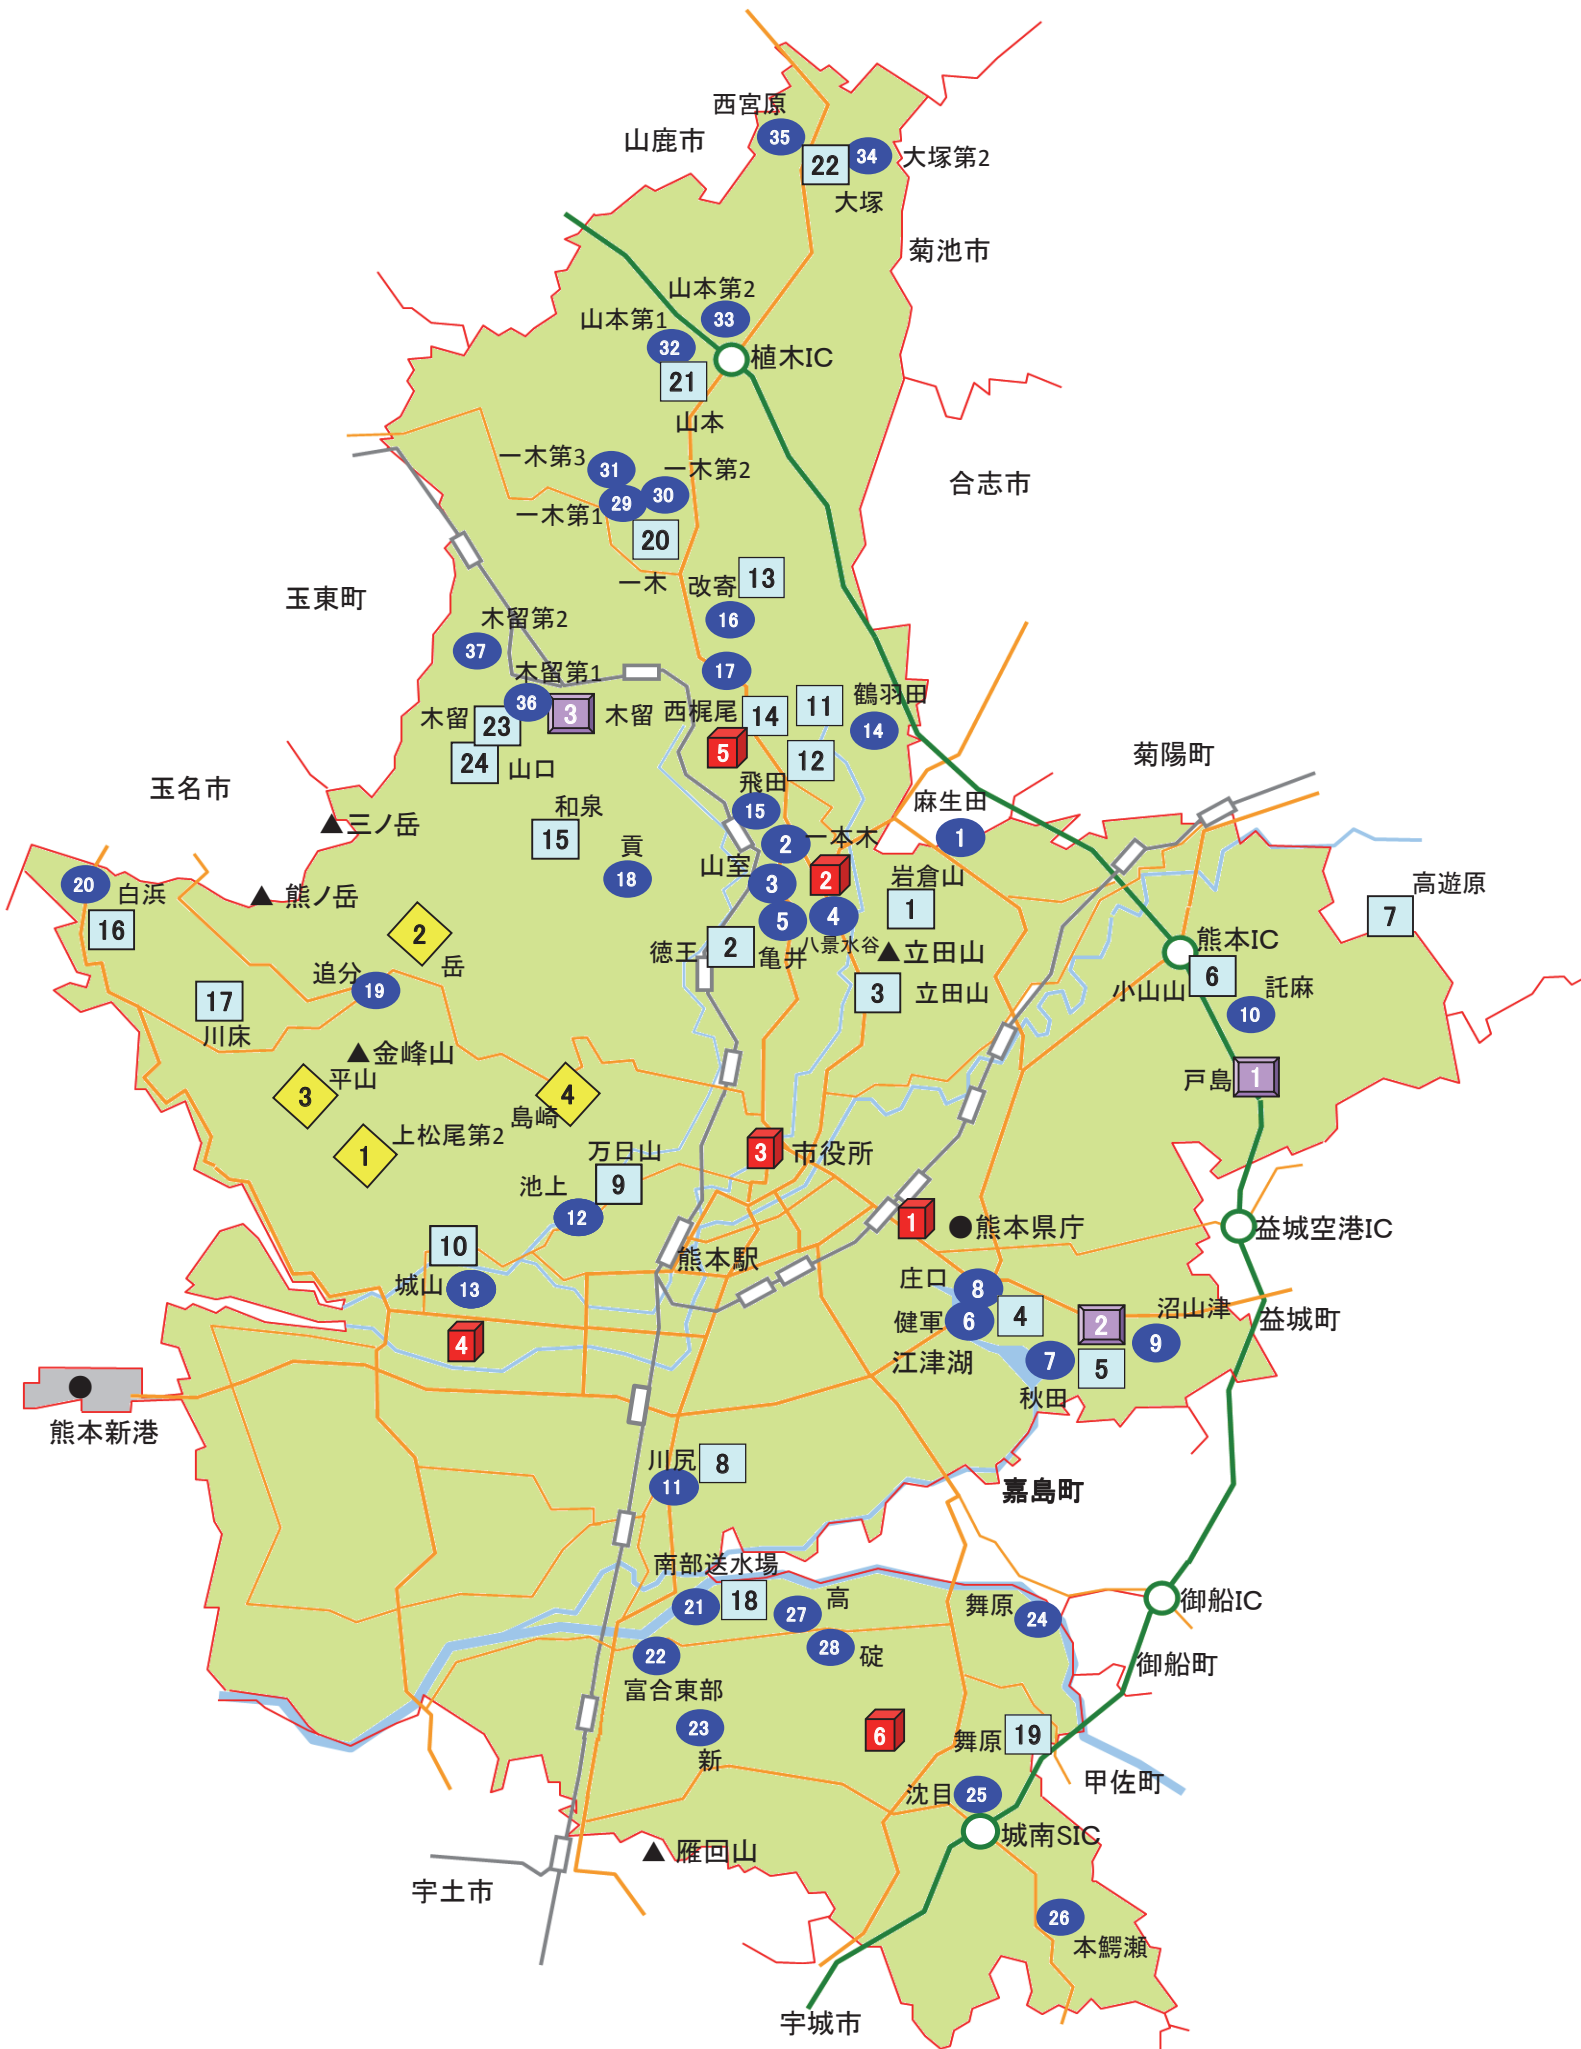 西宮原
35
山鹿市
22
34
大塚第2
大塚
菊池市
山本第2
33
山本第1
32
植木IC
21
山本
一木第3
31
一木第2
30
29
一木第1
20
合志市
一木
改寄
13
16
玉東町
木留第2
37
17
木留第1
36
3
木留
木留
23
西梶尾
14
11
鶴羽田
14
5
12
24
山口
飛田
15
菊陽町
玉名市
和泉
15
三ノ岳
麻生田
1
2
一本木
貢
18
山室
3
2
岩倉山
1
高遊原
7
20
白浜
16
熊ノ岳
5
4
2
岳
徳王
2
亀井
八景水谷
立田山
熊本IC
6
小山山
託麻
10
追分
19
3
立田山
17
川床
金峰山
平山
3
4
島崎
戸島
1
上松尾第2
1
3
市役所
万日山
9
池上
12
1
熊本県庁
益城空港IC
10
熊本駅
城山
13
庄口
8
4
健軍
6
2
沼山津
9
益城町
4
江津湖
7
5
秋田
熊本新港
川尻
8
11
嘉島町
南部送水場
21
18
27
高
舞原
24
御船IC
28
碇
22
富合東部
御船町
23
新
6
舞原
19
沈目
25
甲佐町
城南SIC
雁回山
宇土市
26
本鰐瀬
宇城市